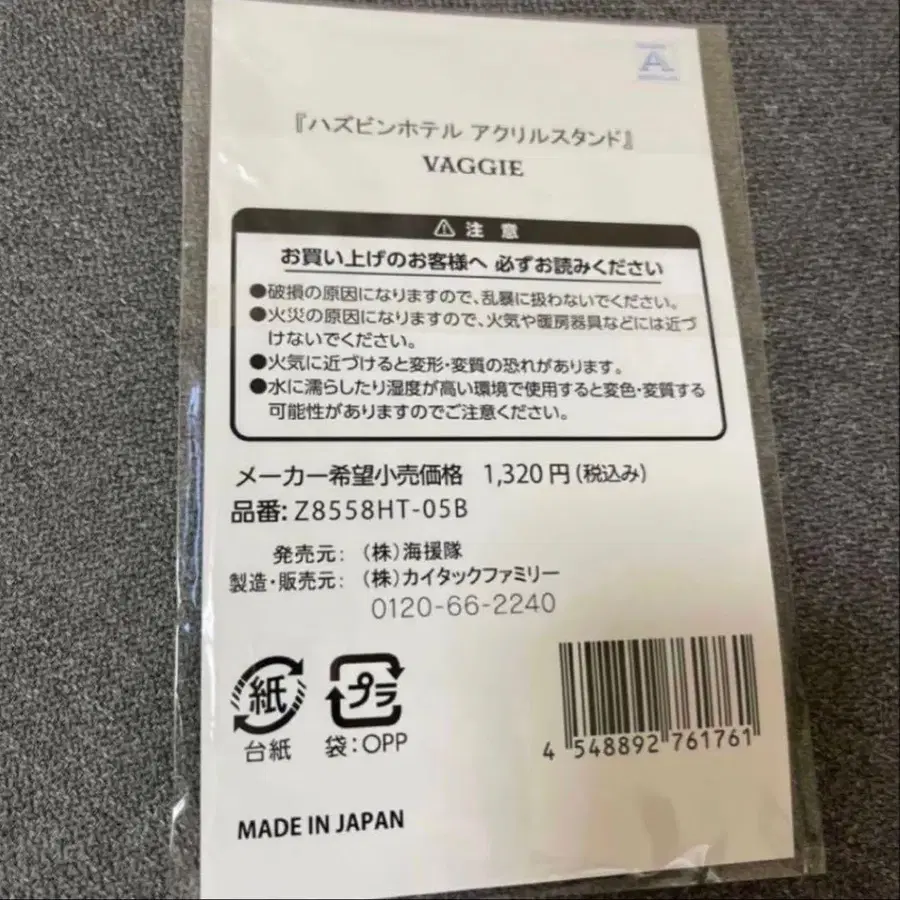 A
『ハズビンホテル アクリルスタンド』
VAGGIE
⚠ 注 意
お買い上げのお客様へ 必ずお読みください
●破損の原因になりますので、乱暴に扱わないでください。
●火災の原因になりますので、火気や暖房器具などには近づ
けないでください。
●火気に近づけると変形・変質の恐れがあります。
●水に濡らしたり湿度が高い環境で使用すると変色・変質する
可能性がありますのでご注意ください。
メーカー希望小売価格 1,320円(税込み)
品番: Z8558HT-05B
発売元: (株)海援隊
製造・販売元: (株)カイタックファミリー
0120-66-2240
紙 プラ
台紙 袋:OPP
4 548892 761761
MADE IN JAPAN